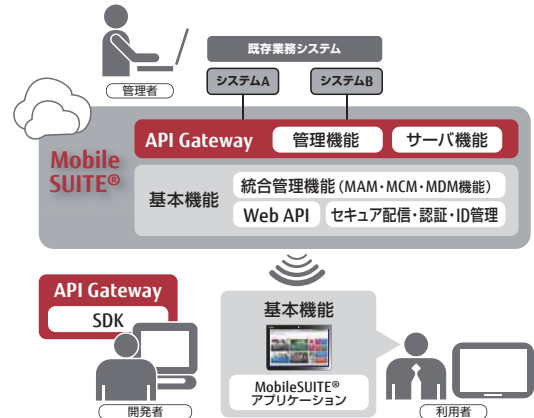 既存業務システム
システムA
システムB
管理者
Mobile
SUITE®
API Gateway
管理機能
サーバ機能
基本機能
統合管理機能(MAM・MCM・MDM機能)
Web API
セキュア配信・認証・ID管理
API Gateway
SDK
開発者
基本機能
MobileSUITE®
アプリケーション
利用者